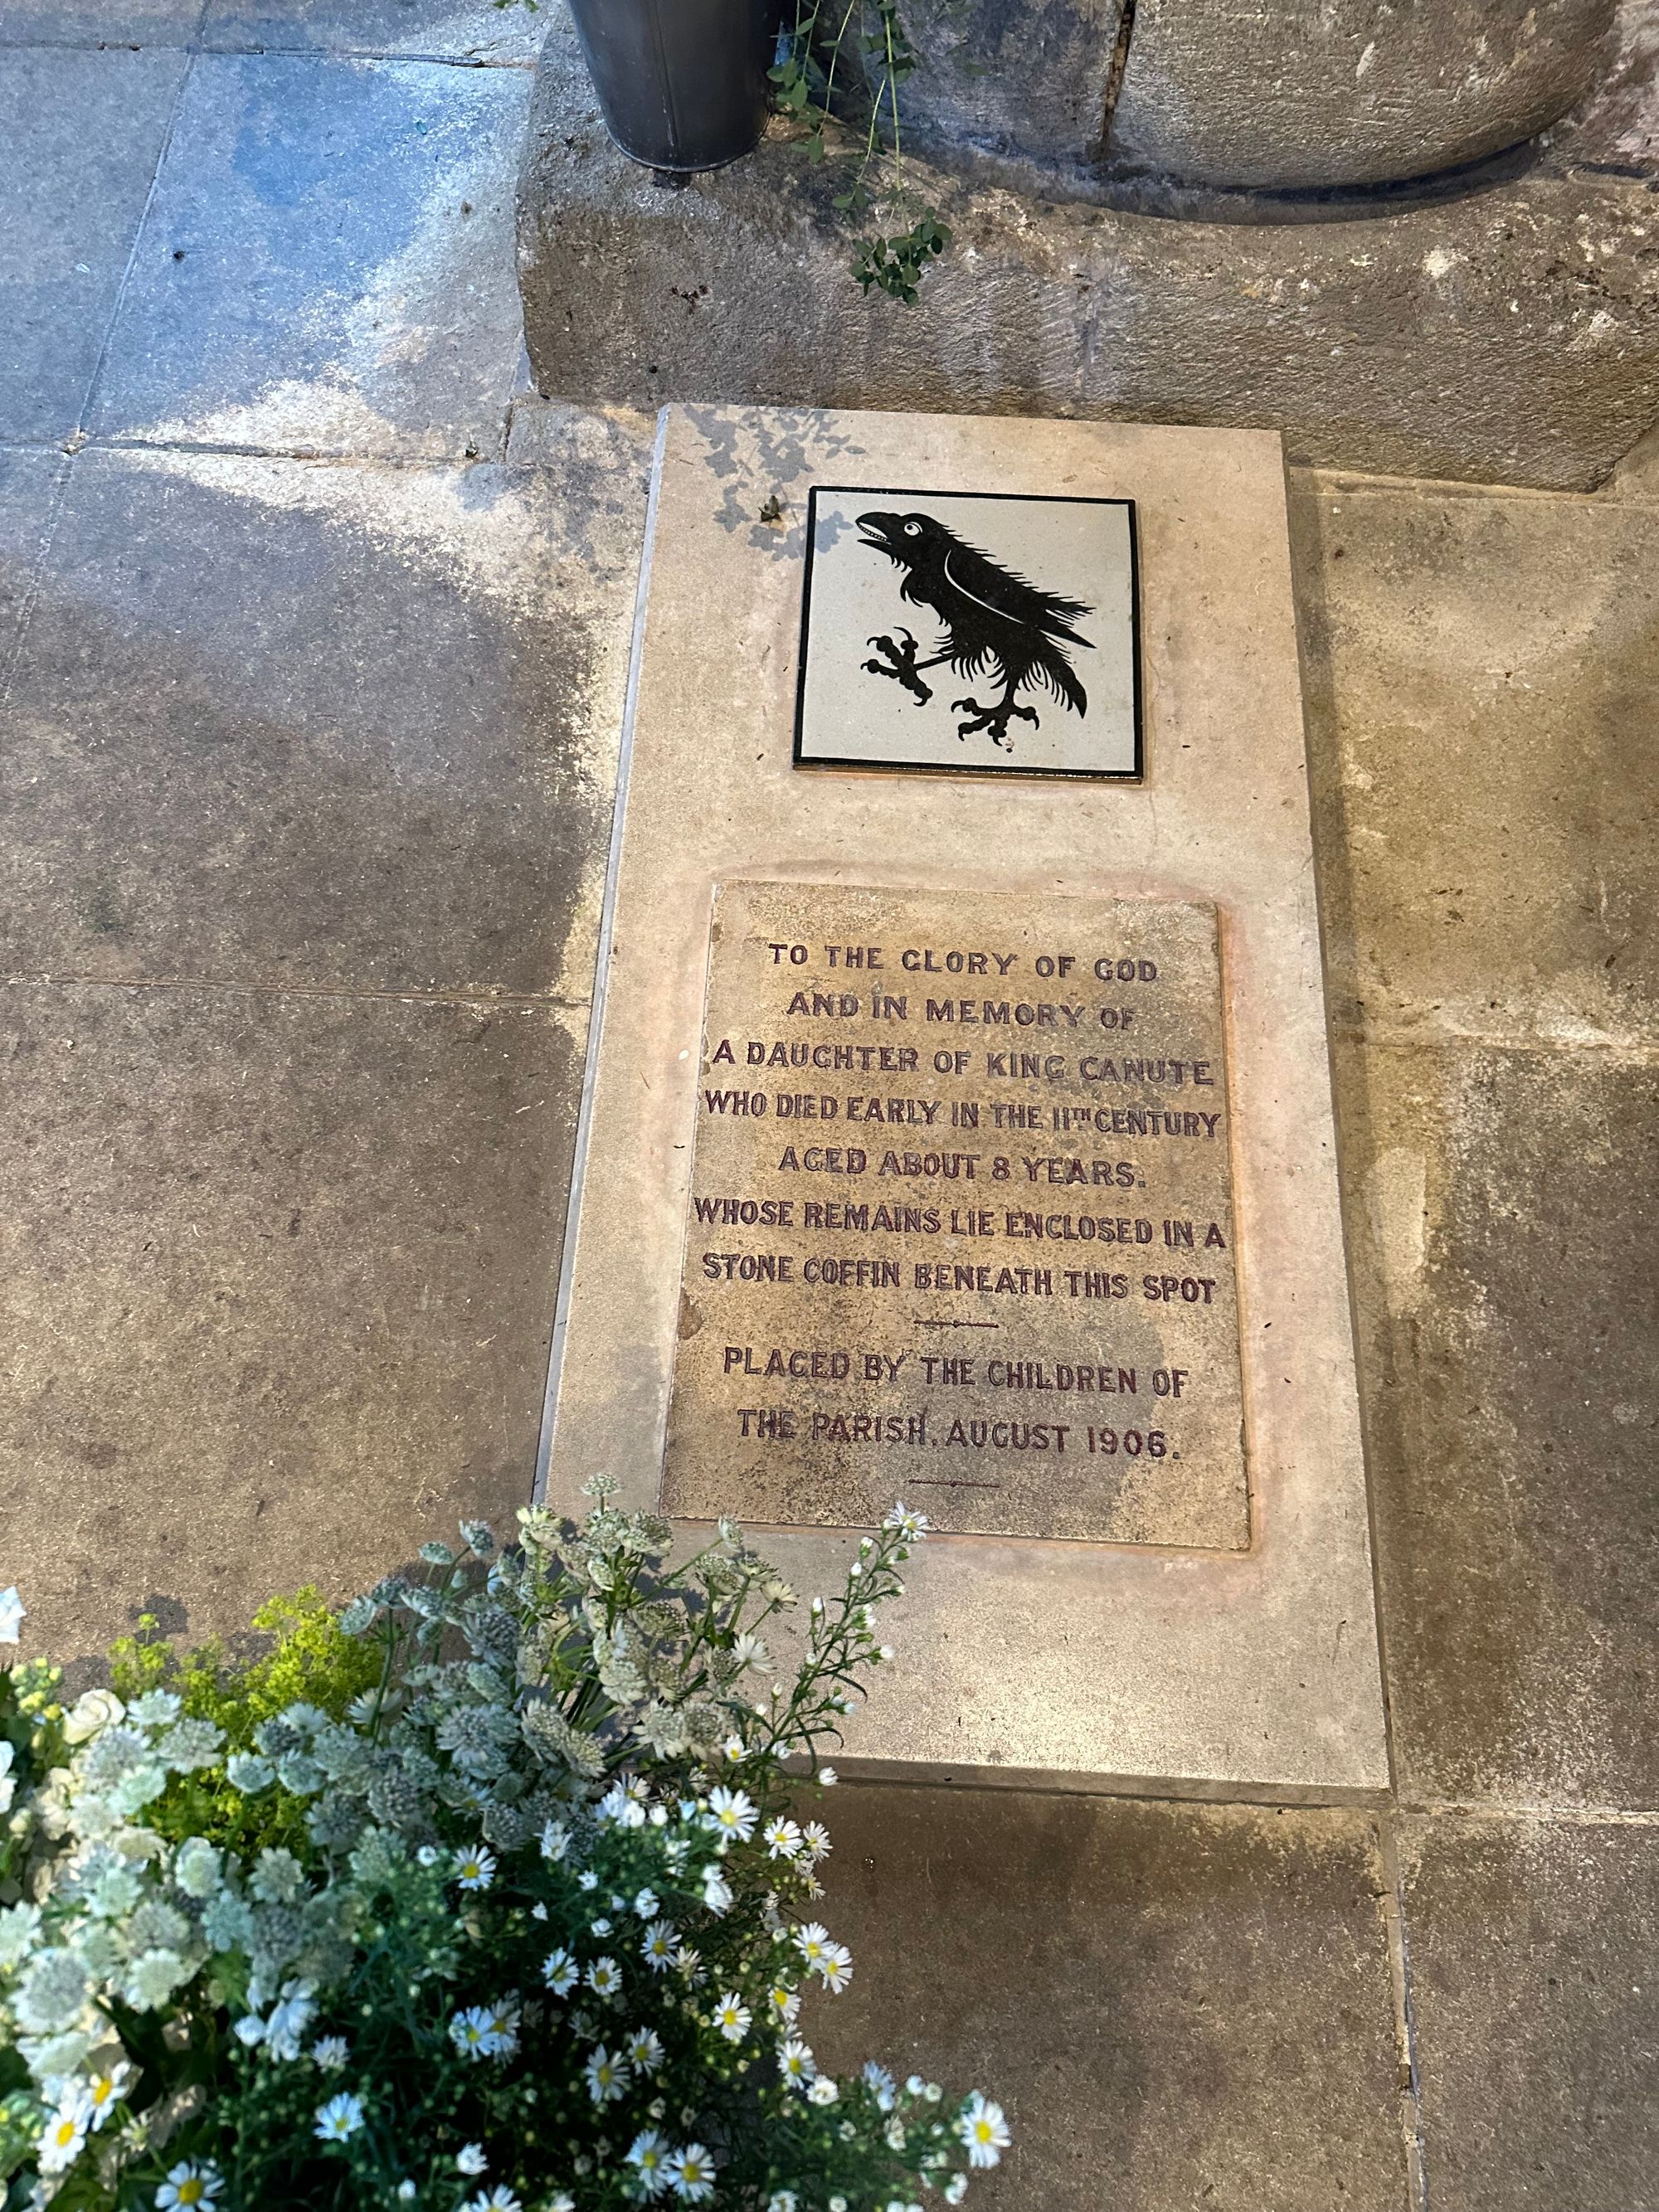 TO THE GLORY OF GOD
AND IN MEMORY OF
A DAUGHTER OF KING CANUTE
WHO DIED EARLY IN THE 11TH CENTURY
AGED ABOUT 8 YEARS.
WHOSE REMAINS LIE ENCLOSED IN A
STONE COFFIN BENEATH THIS SPOT
PLACED BY THE CHILDREN OF
THE PARISH, AUGUST 1906.